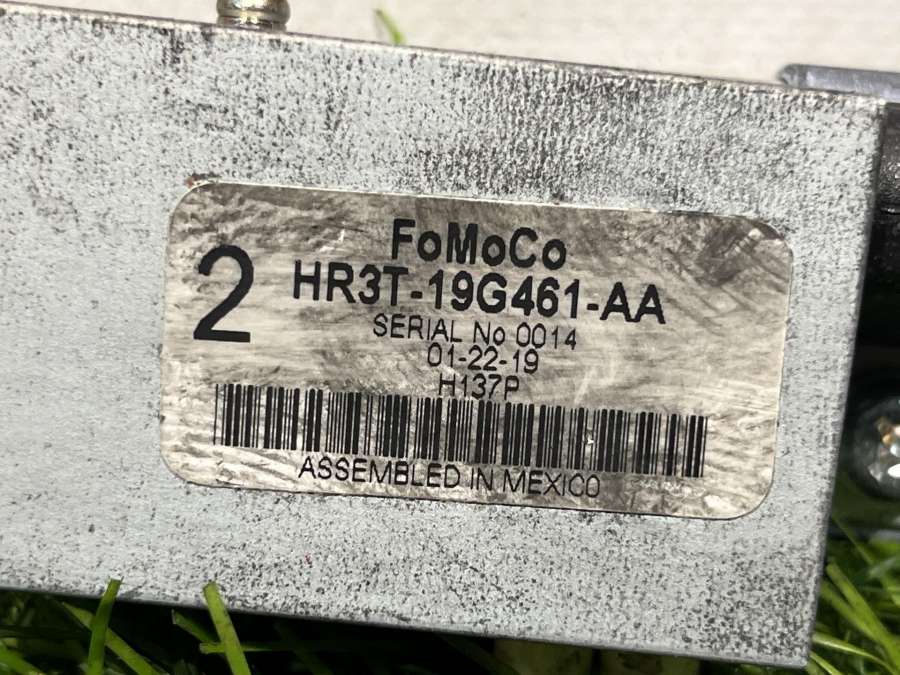 FoMoCo
2
HR3T-19G461-AA
SERIAL No 0014
01-22-19
H137P
ASSEMBLED IN MEXICO